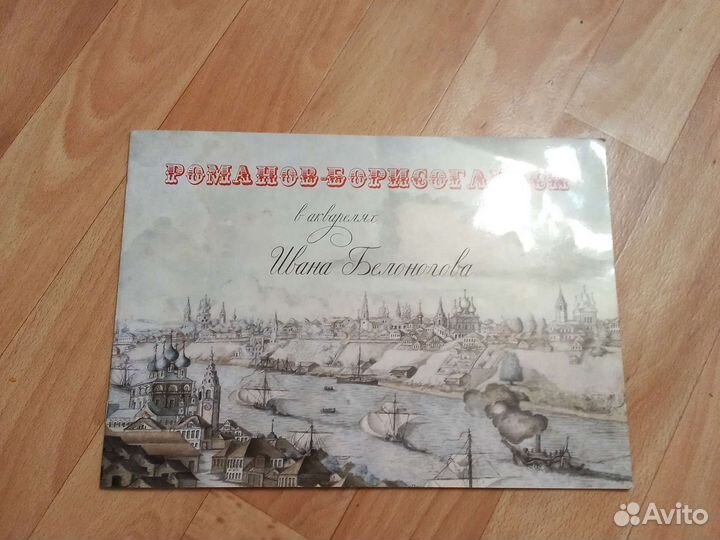 РОМАНОВ-БОРИСОГЛЕБСК
в акварелях
Ивана Белоногова
Avito